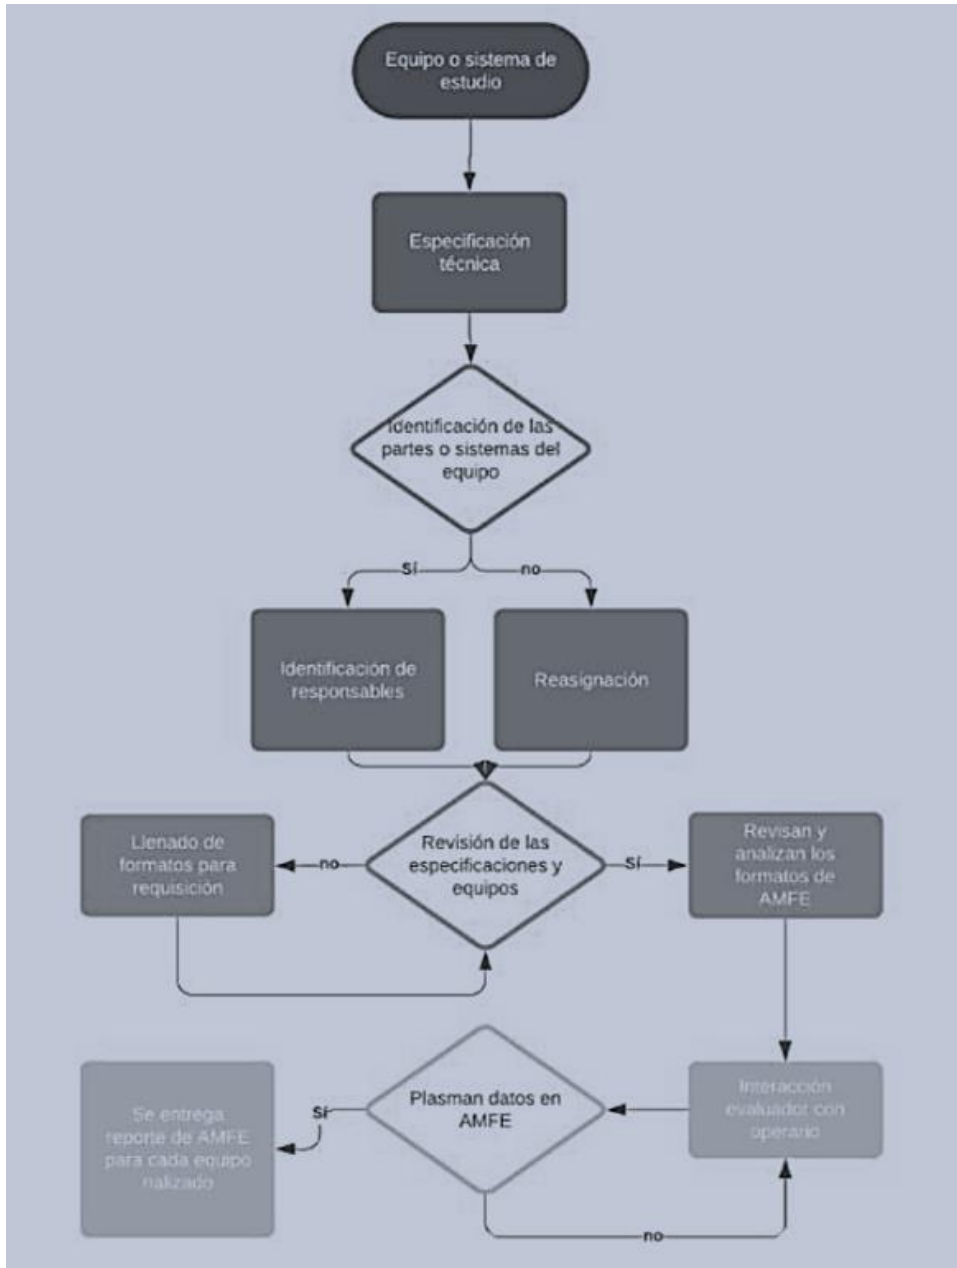 Equipo o sistema de
estudio
Especificación
técnica
Identificación de las
partes o sistemas del
equipo
Sí
no
Identificación de
responsables
Reasignación
Llenado de
formatos para
requisición
no
Revisión de las
especificaciones y
equipos
Sí
Revisan y
analizan los
formatos de
AMFE
Se entrega
reporte de AMFE
para cada equipo
nalizado
Sí
Plasman datos en
AMFE
Interacción
evaluador con
operario
no